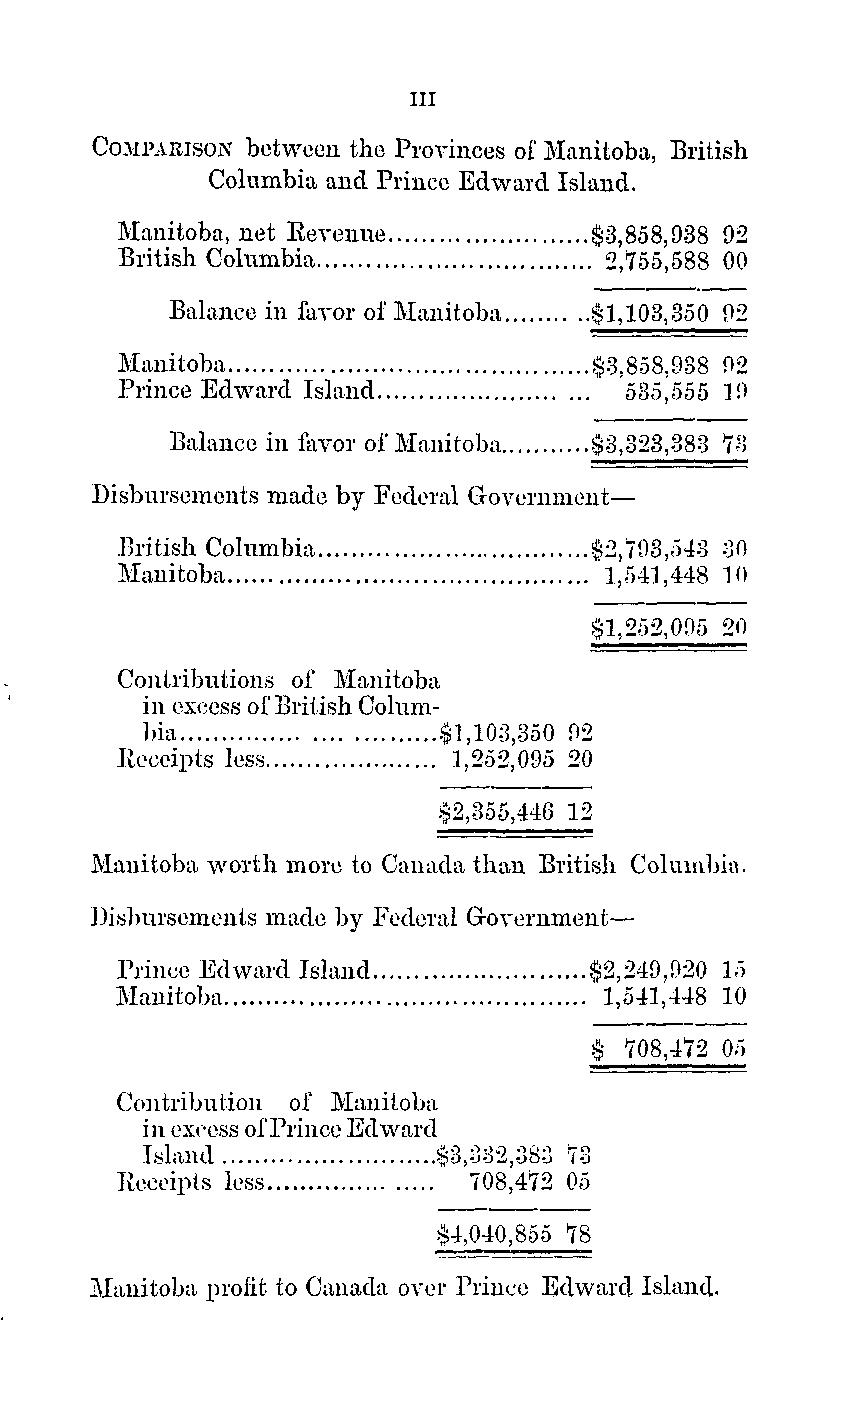 III
COMPARISON between the Provinces of Manitoba, British
Columbia and Prince Edward Island.
Manitoba, net Revenue........................$3,858,938 92
British Columbia................................. 2,755,588 00
Balance in favor of Manitoba........ ..$1,103,350 92
Manitoba............................................$3,858,938 92
Prince Edward Island...................... ... 535,555 19
Balance in favor of Manitoba...........$3,323,383 73
Disbursements made by Federal Government—
British Columbia.................................$2,793,543 30
Manitoba............................................ 1,541,448 10
$1,252,095 20
Contributions of Manitoba
in excess of British Colum-
bia............... .... ..........$1,103,350 92
Receipts less..................... 1,252,095 20
$2,355,446 12
Manitoba worth more to Canada than British Columbia.
Disbursements made by Federal Government—
Prince Edward Island..........................$2,249,920 15
Manitoba............................................ 1,541,448 10
$ 708,472 05
Contribution of Manitoba
in excess of Prince Edward
Island ..........................$3,332,383 73
Receipts less............... ..... 708,472 05
$4,040,855 78
Manitoba profit to Canada over Prince Edward Island.